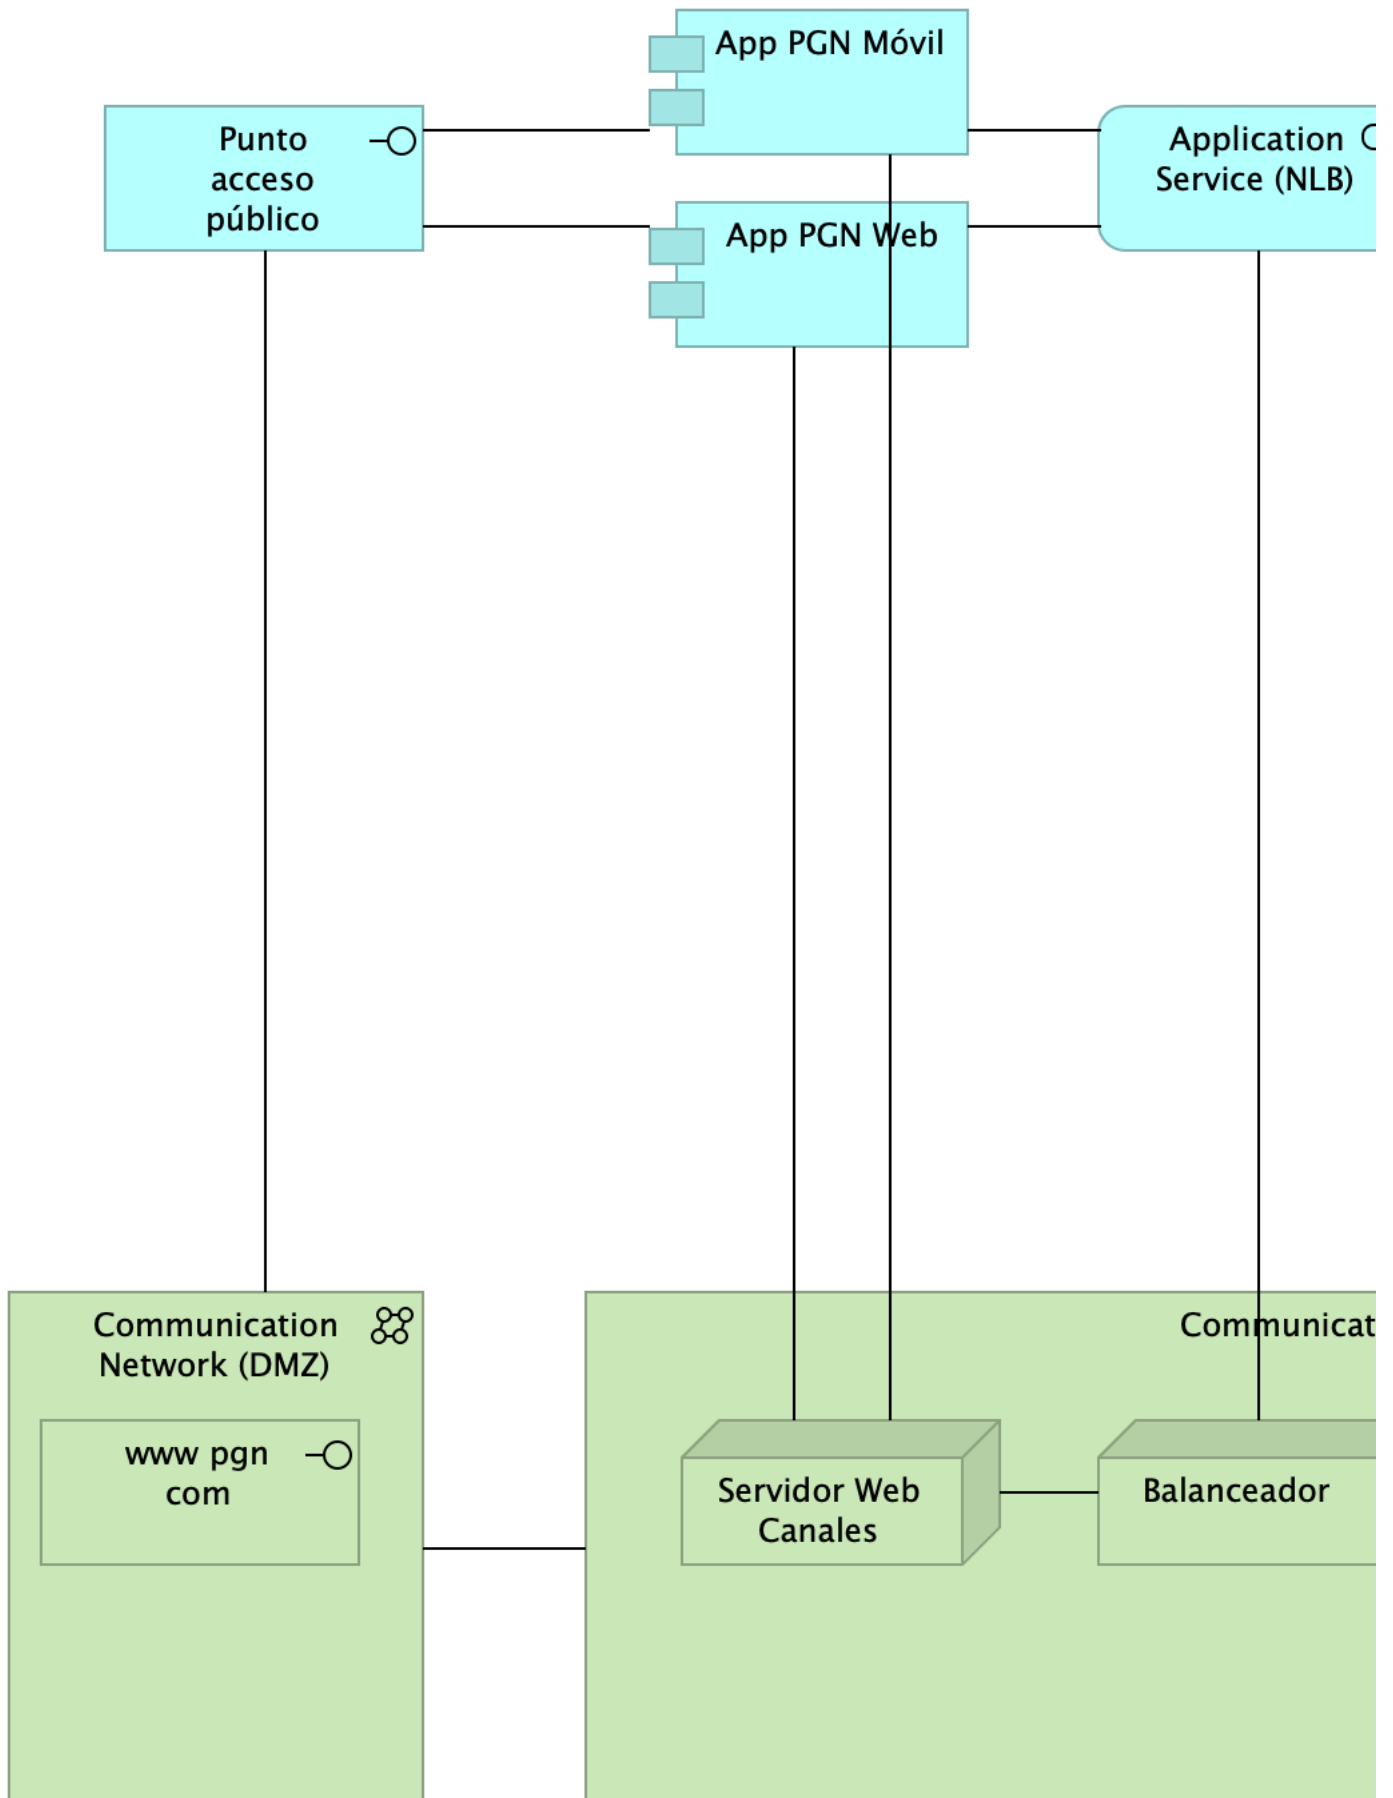 App PGN Móvil
Punto
acceso
público
Application
Service (NLB)
App PGN Web
Communication
Network (DMZ)
www pgn
com
Communicat
Servidor Web
Canales
Balanceador